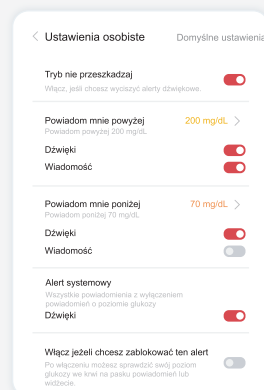 Ustawienia osobiste Domyślne ustawienia
Tryb nie przeszkadzaj
Włącz, jeśli chcesz wyciszyć alerty dźwiękowe.
Powiadom mnie powyżej 200 mg/dL
Powiadom powyżej 200 mg/dL
Dźwięki
Wiadomość
Powiadom mnie poniżej 70 mg/dL
Powiadom poniżej 70 mg/dL
Dźwięki
Wiadomość
Alert systemowy
Wszystkie powiadomienia z wyłączeniem
powiadomień o poziomie glukozy
Dźwięki
Włącz jeżeli chcesz zablokować ten alert
Po włączeniu możesz sprawdzić swój poziom
glukozy we krwi na pasku powiadomień lub
widżecie.